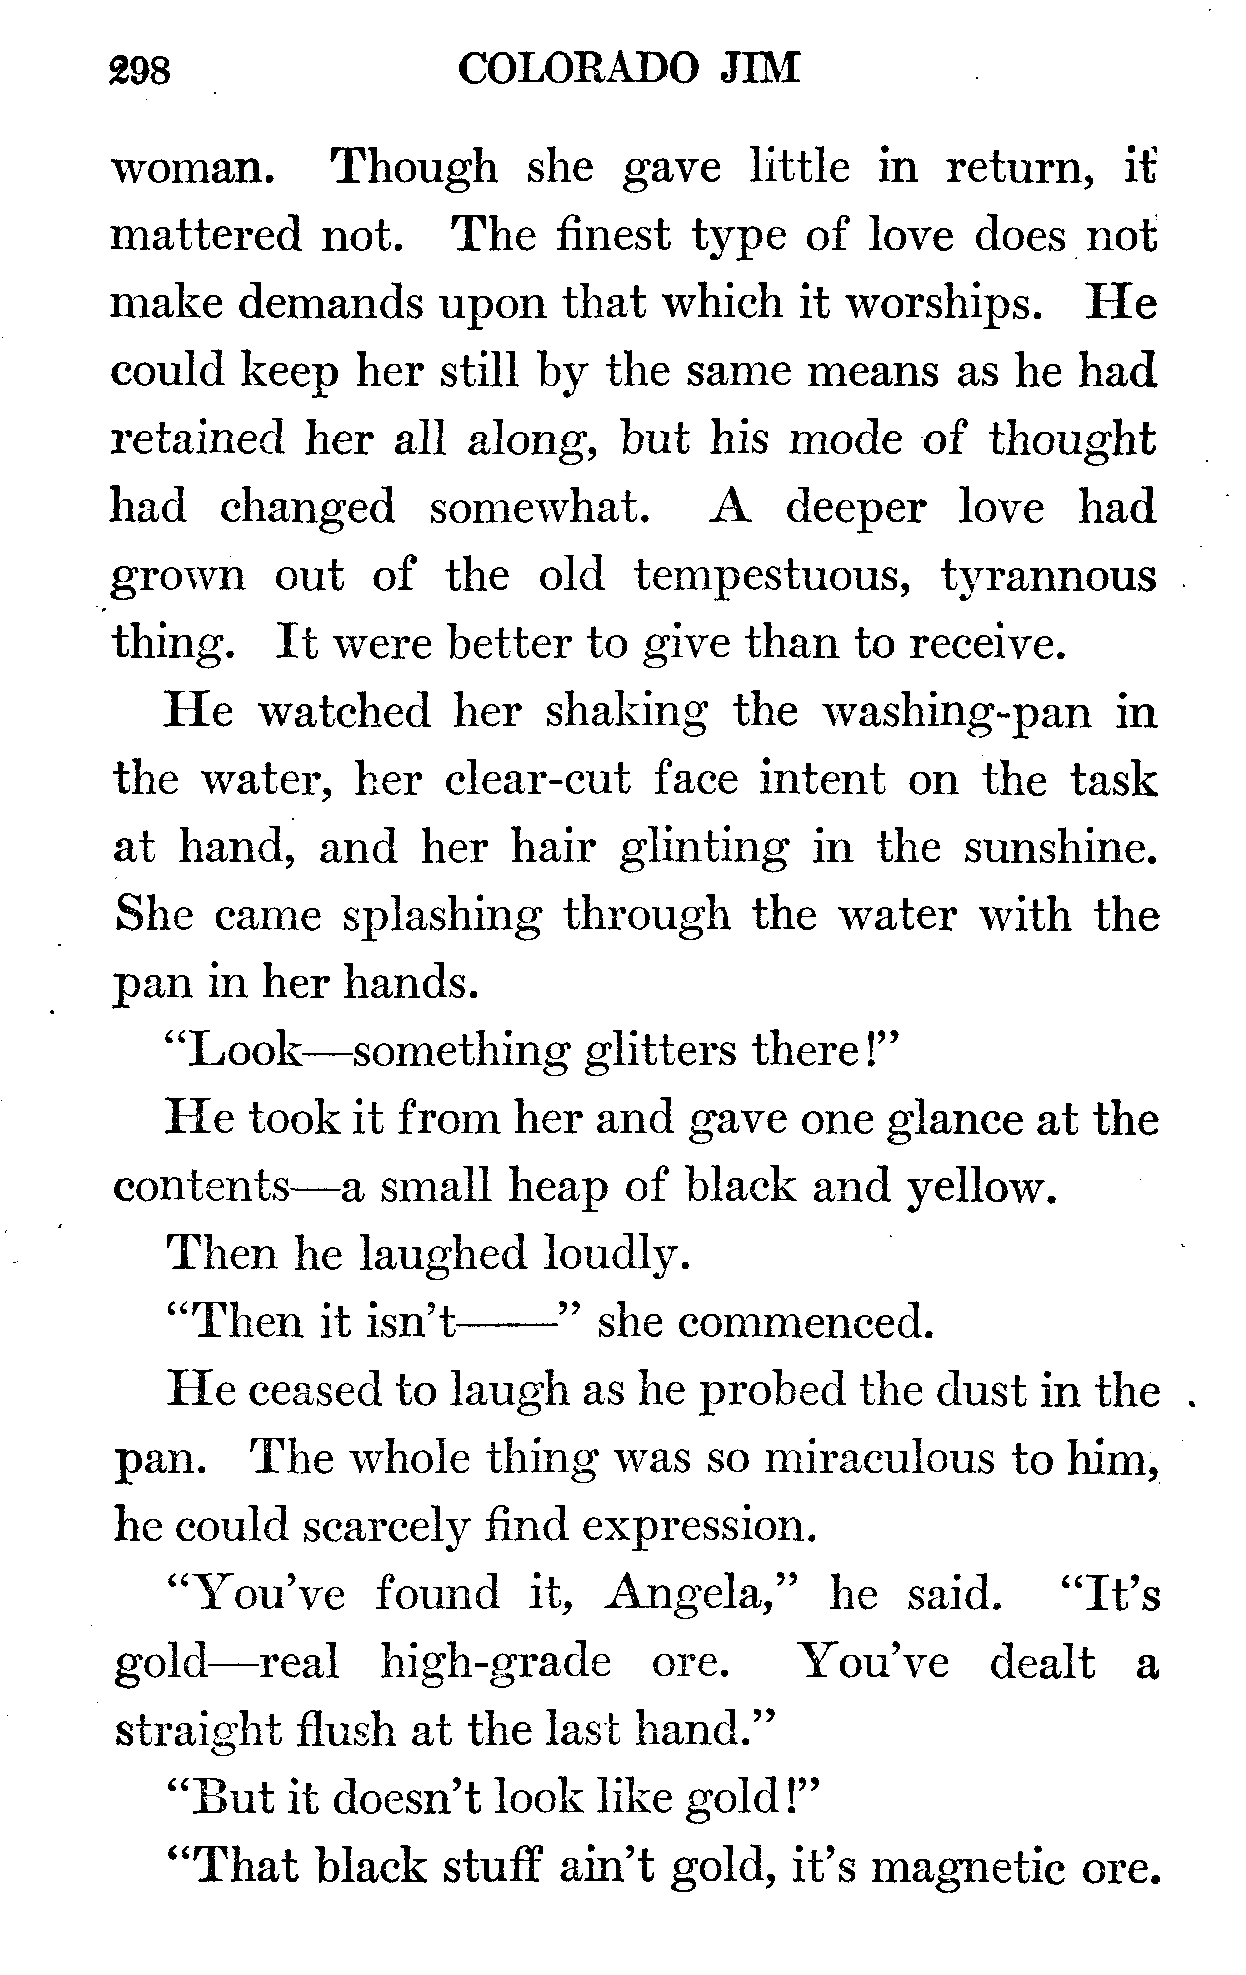 298 COLORADO JIM
woman. Though she gave little in return, it
mattered not. The finest type of love does not
make demands upon that which it worships. He
could keep her still by the same means as he had
retained her all along, but his mode of thought
had changed somewhat. A deeper love had
grown out of the old tempestuous, tyrannous
thing. It were better to give than to receive.
He watched her shaking the washing-pan in
the water, her clear-cut face intent on the task
at hand, and her hair glinting in the sunshine.
She came splashing through the water with the
pan in her hands.
“Look—something glitters there!”
He took it from her and gave one glance at the
contents—a small heap of black and yellow.
Then he laughed loudly.
“Then it isn’t——” she commenced.
He ceased to laugh as he probed the dust in the
pan. The whole thing was so miraculous to him,
he could scarcely find expression.
“You’ve found it, Angela,” he said. “It’s
gold—real high-grade ore. You’ve dealt a
straight flush at the last hand.”
“But it doesn’t look like gold!”
“That black stuff ain’t gold, it’s magnetic ore.